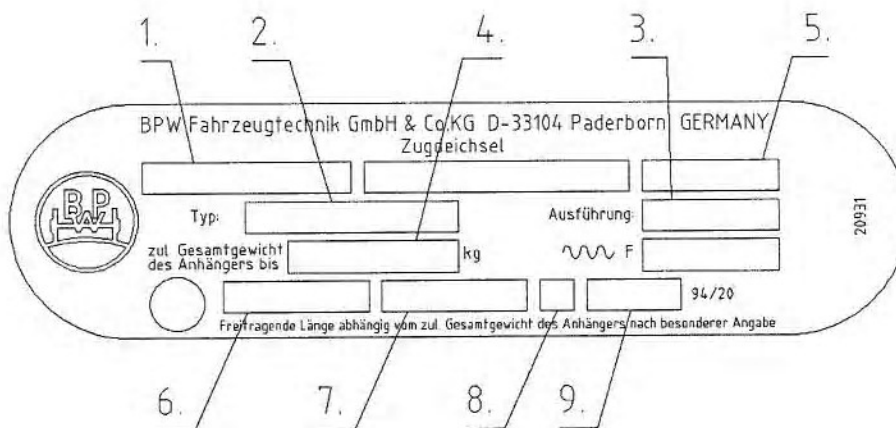 1. 2. 4. 3. 5.
BPW Fahrzeugtechnik GmbH & Co.KG D-33104 Paderborn GERMANY
Zugdeichsel
BPW
Typ:
Ausführung:
20931
zul. Gesamtgewicht
des Anhängers bis
kg
F
94/20
Freitragende Länge abhängig vom zul. Gesamtgewicht des Anhängers nach besonderer Angabe
6. 7. 8. 9.